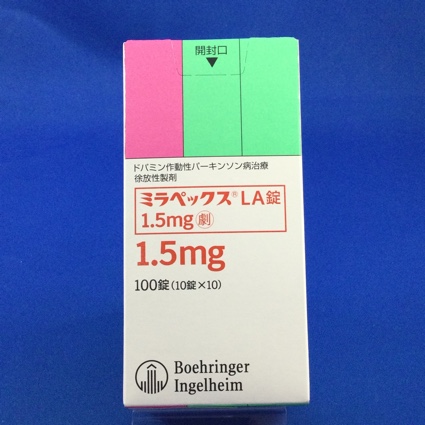 開封口
ドパミン作動性パーキンソン病治療
徐放性製剤
ミラペックス®LA錠
1.5mg 劇
1.5mg
100錠(10錠×10)
Boehringer
Ingelheim